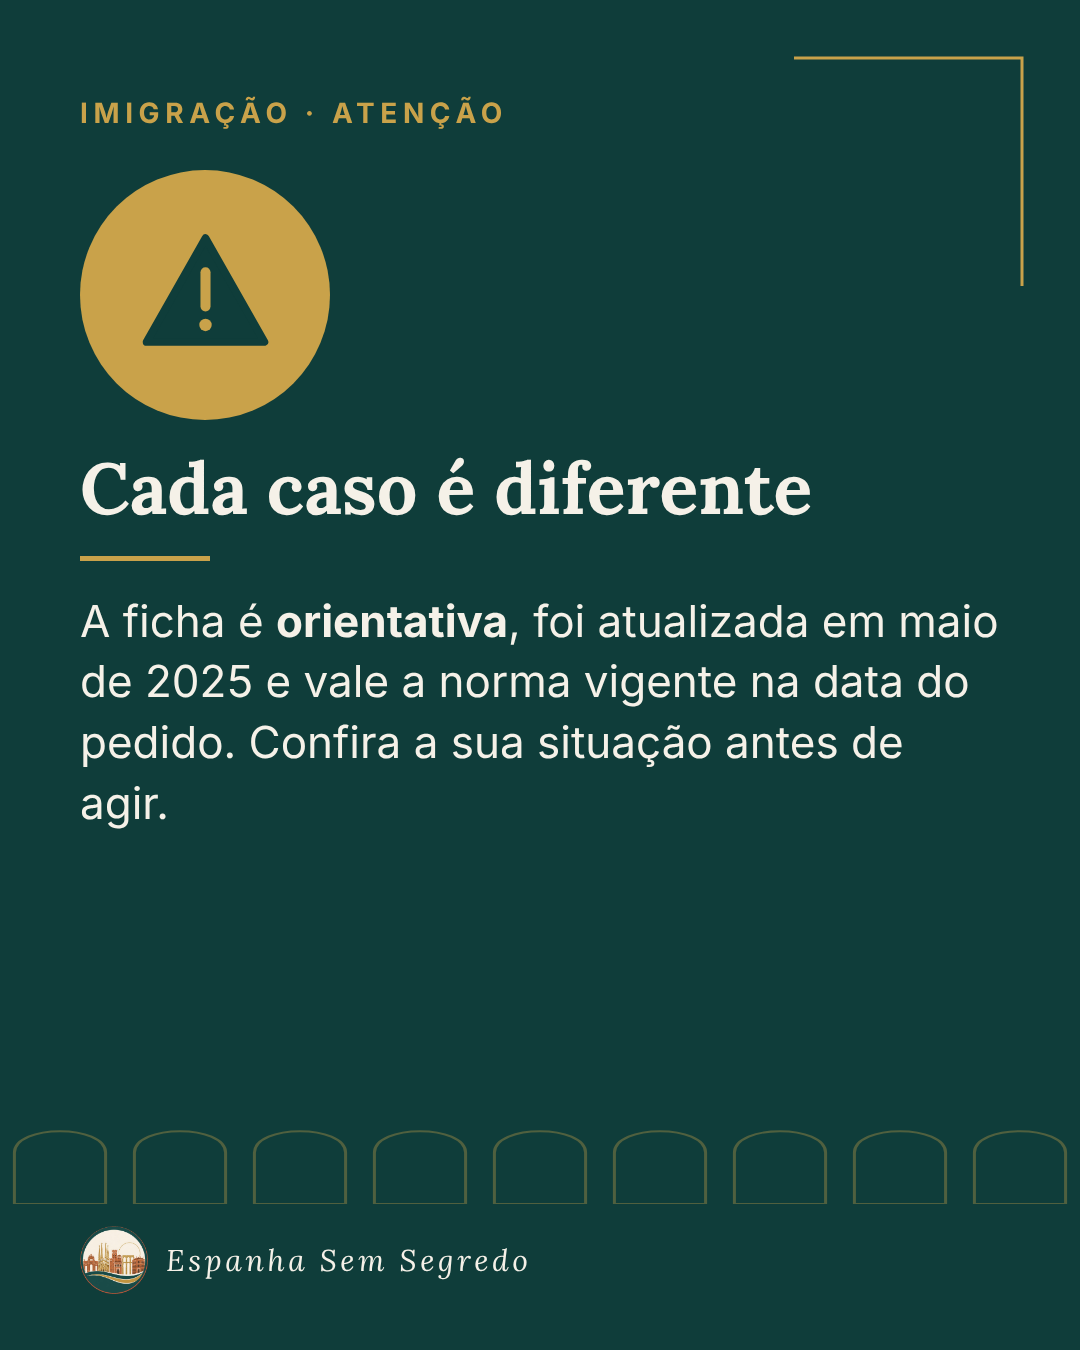 IMIGRAÇÃO · ATENÇÃO
Cada caso é diferente
A ficha é orientativa, foi atualizada em maio
de 2025 e vale a norma vigente na data do
pedido. Confira a sua situação antes de
agir.
Espanha Sem Segredo